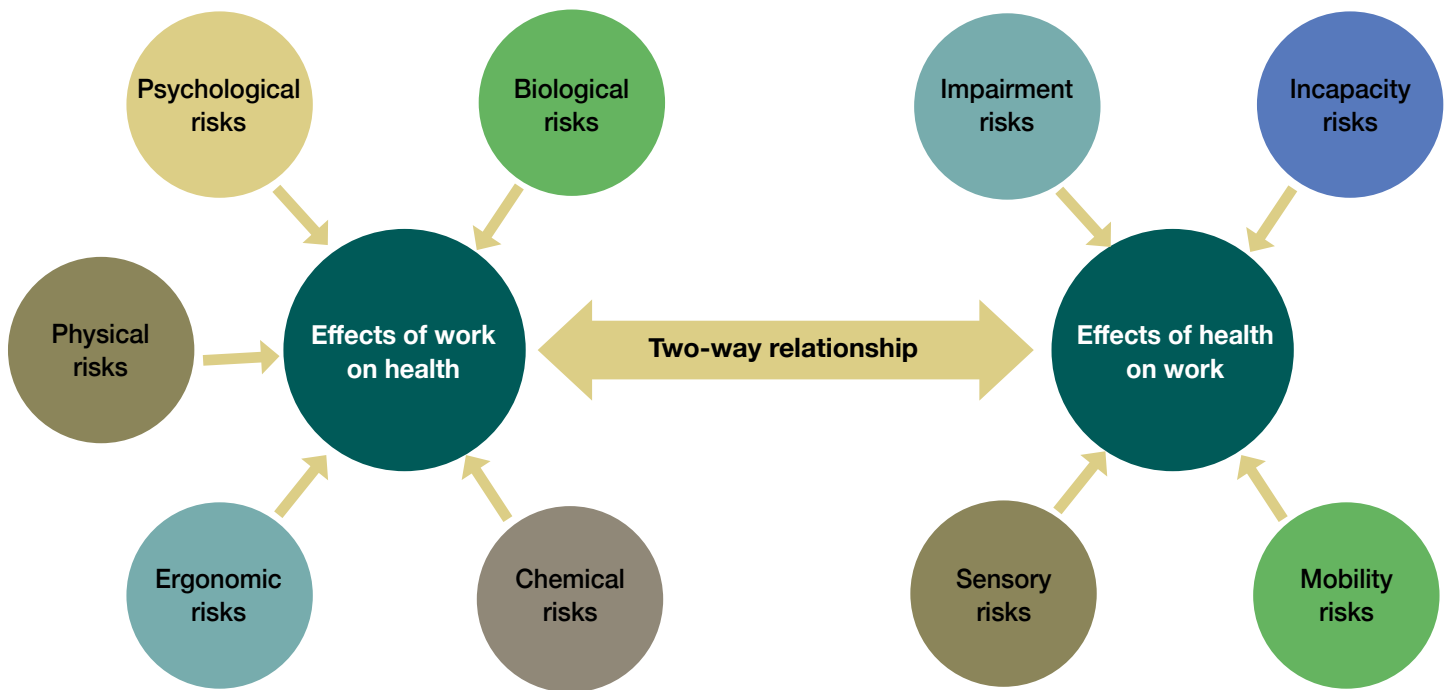 Psychological
risks
Biological
risks
Impairment
risks
Incapacity
risks
Physical
risks
Effects of work
on health
Two-way relationship
Effects of health
on work
Ergonomic
risks
Chemical
risks
Sensory
risks
Mobility
risks